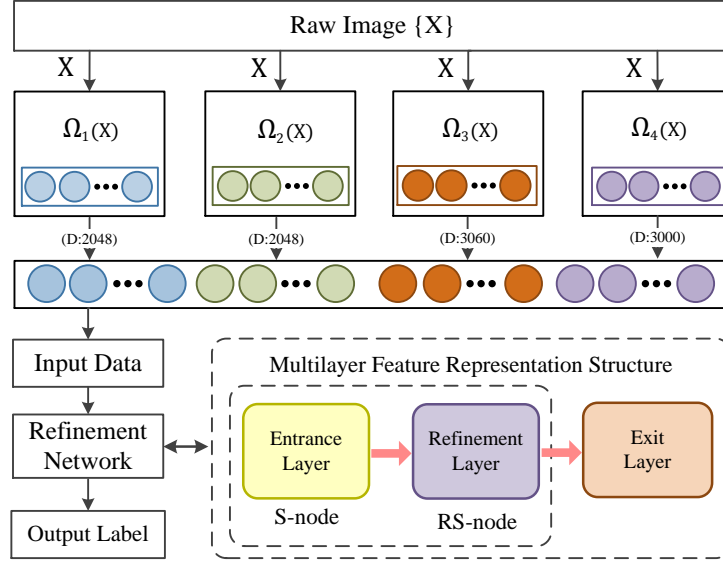 Raw Image {X}
X X X X
Ω1(X) Ω2(X) Ω3(X) Ω4(X)
(D:2048) (D:2048) (D:3060) (D:3000)
Input Data
Refinement
Network
Output Label
Multilayer Feature Representation Structure
Entrance
Layer
Refinement
Layer
Exit
Layer
S-node
RS-node